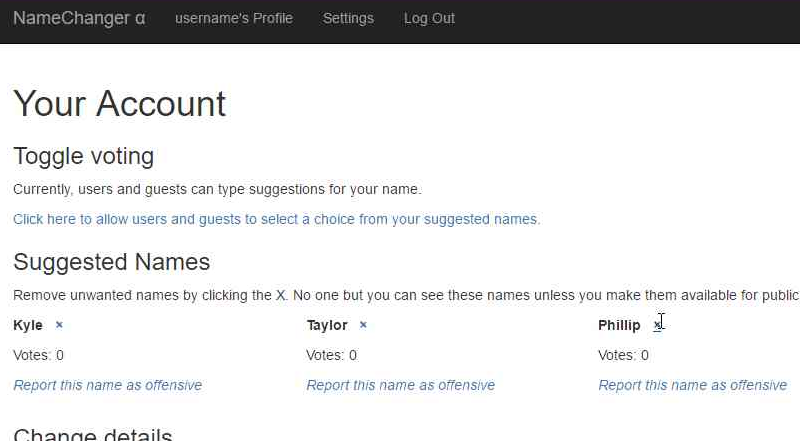 NameChanger α username's Profile Settings Log Out
Your Account
Toggle voting
Currently, users and guests can type suggestions for your name.
Click here to allow users and guests to select a choice from your suggested names.
Suggested Names
Remove unwanted names by clicking the X. No one but you can see these names unless you make them available for public
Kyle × Taylor × Phillip ×
Votes: 0 Votes: 0 Votes: 0
Report this name as offensive Report this name as offensive Report this name as offensive
Change details